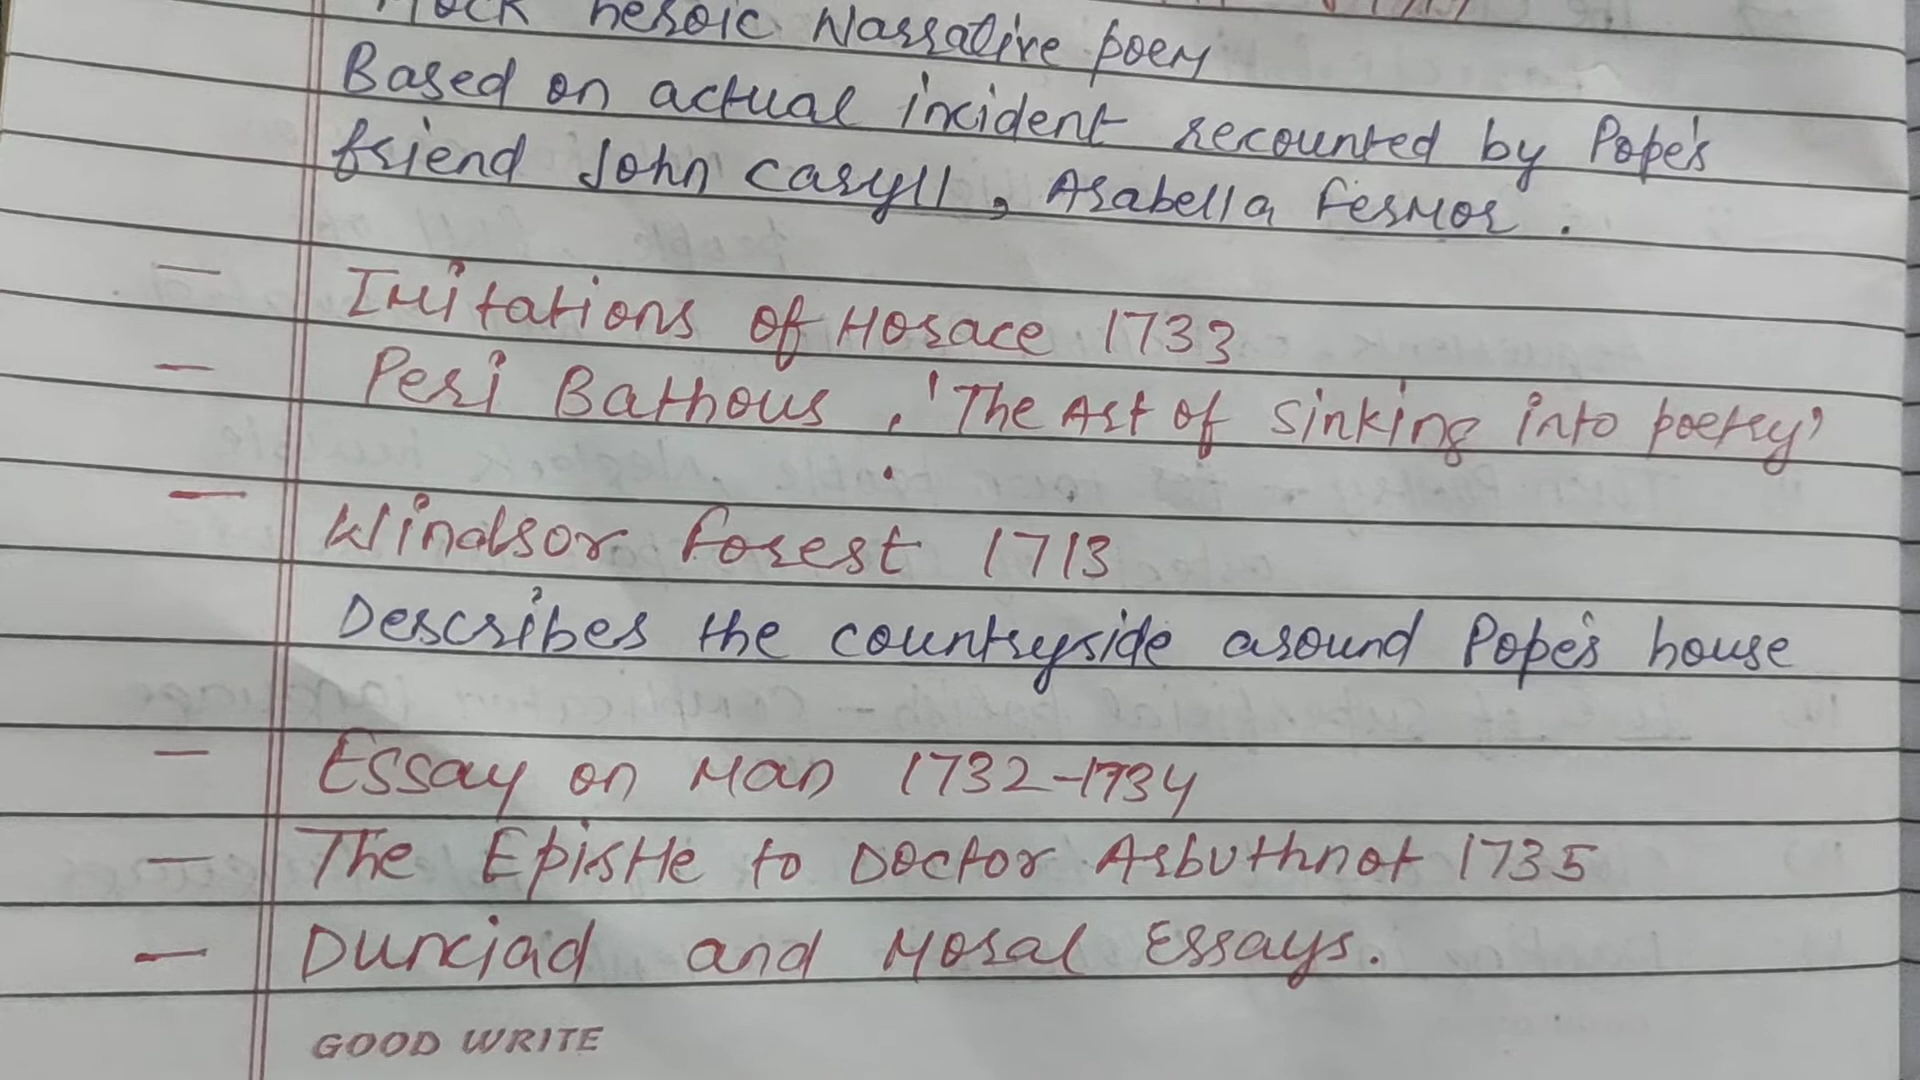 Mock heroic Narrative poem
Based on actual incident recounted by Pope's
friend John Caryll, Arabella Fermor.
— Imitations of Horace 1733
— Peri Bathous, 'The Art of Sinking into poetry'
— Windsor Forest 1713
Describes the countryside around Pope's house
— Essay on Man 1732-1734
— The Epistle to Doctor Arbuthnot 1735
— Dunciad and Moral Essays.
GOOD WRITE